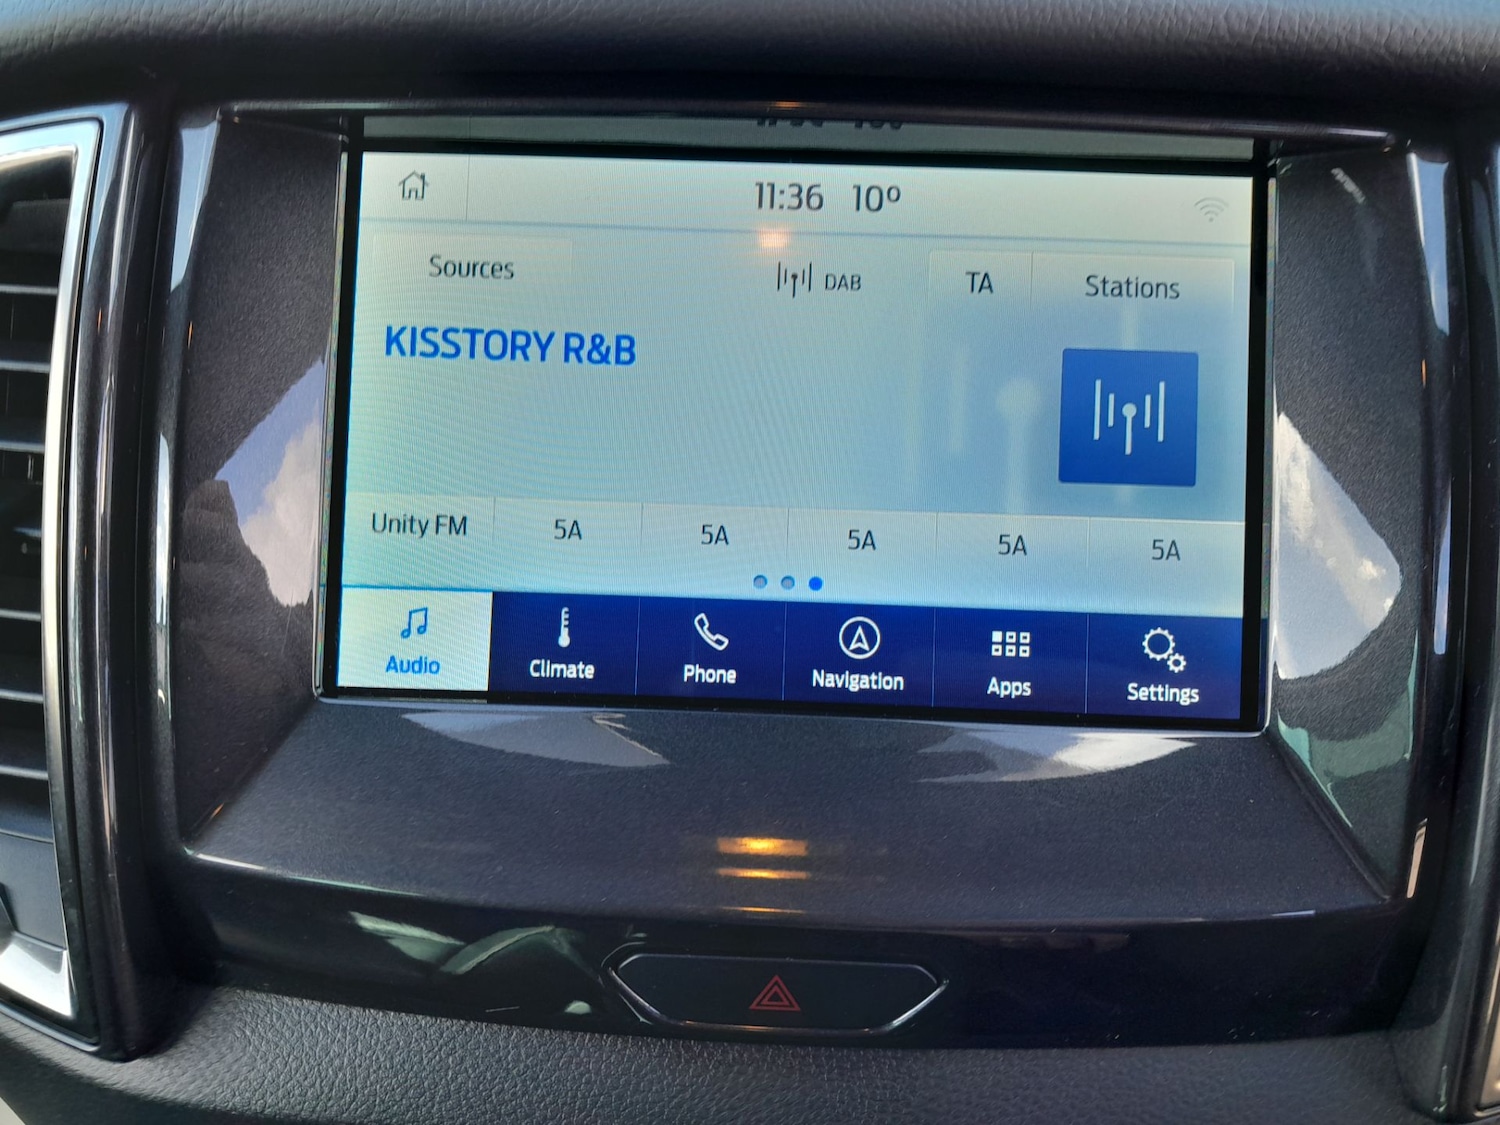 11:36 10º
Sources DAB TA Stations
KISSTORY R&B
Unity FM 5A 5A 5A 5A 5A
Audio Climate Phone Navigation Apps Settings